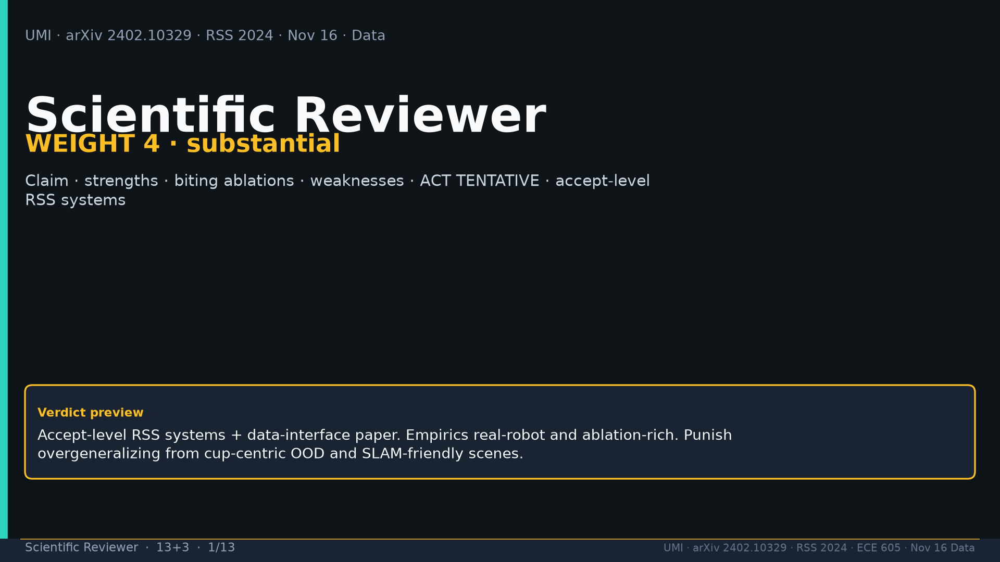 UMI · arXiv 2402.10329 · RSS 2024 · Nov 16 · Data
Scientific Reviewer
WEIGHT 4 · substantial
Claim · strengths · biting ablations · weaknesses · ACT TENTATIVE · accept-level
RSS systems
Verdict preview
Accept-level RSS systems + data-interface paper. Empirics real-robot and ablation-rich. Punish
overgeneralizing from cup-centric OOD and SLAM-friendly scenes.
Scientific Reviewer · 13+3 · 1/13
UMI · arXiv 2402.10329 · RSS 2024 · ECE 605 · Nov 16 Data